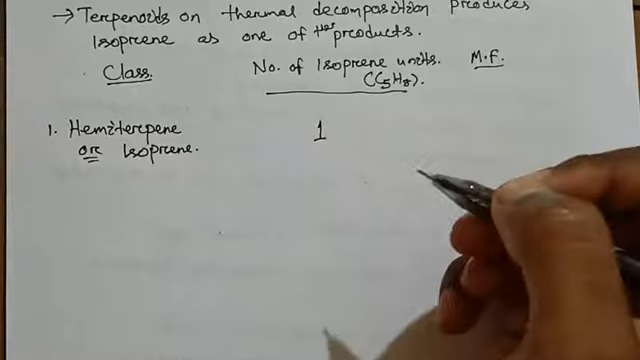 → Terpenoids on thermal decomposition produces
Isoprene as one of the products.
Class. No. of Isoprene units. M.F.
(C5H8).
1. Hemiterpene 1
or Isoprene.